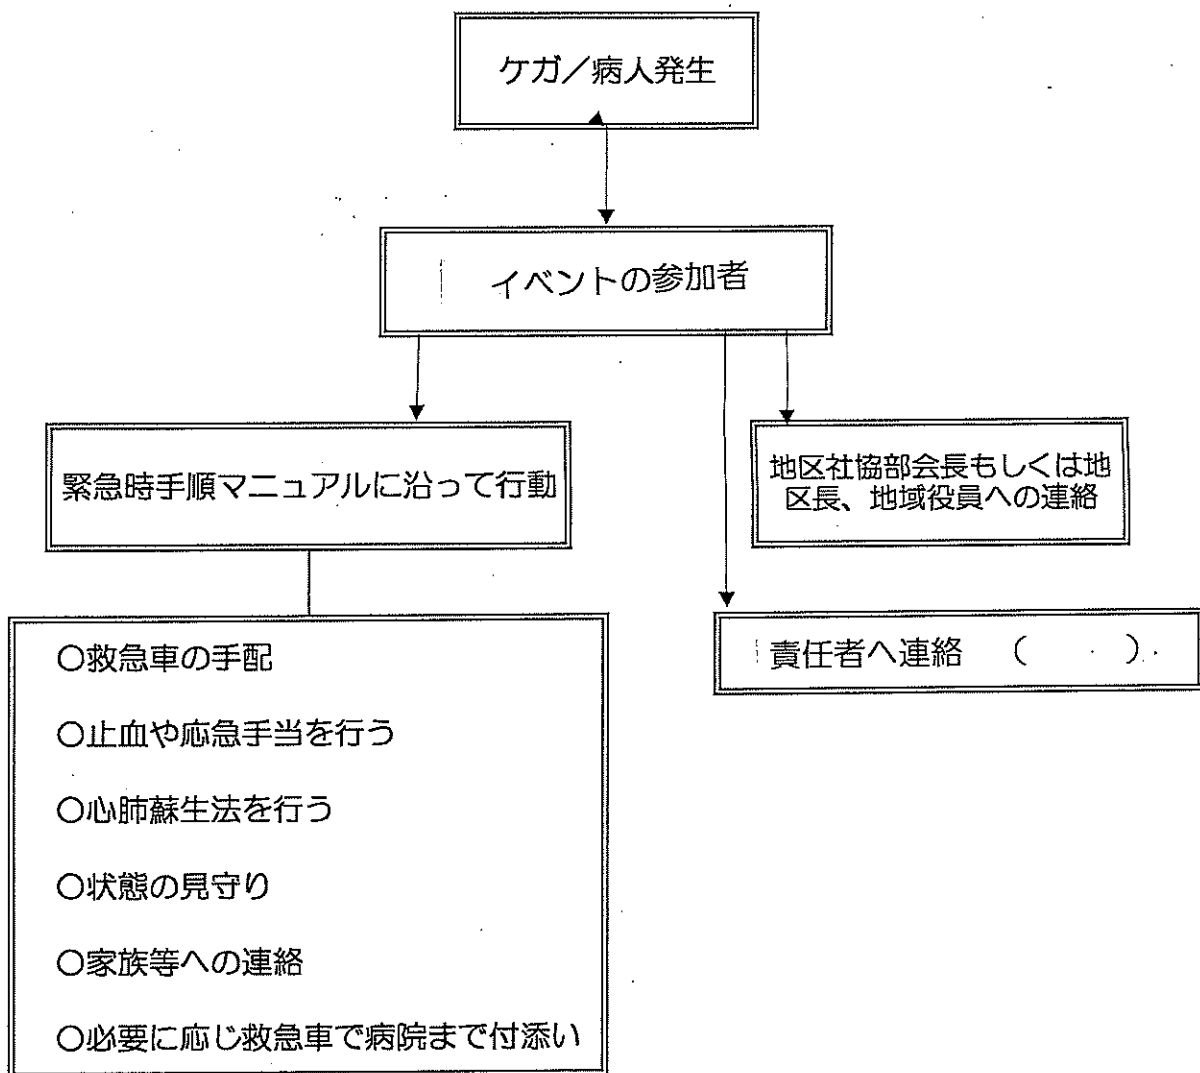 ケガ/病人発生
イベントの参加者
緊急時手順マニュアルに沿って行動
地区社協部会長もしくは地
区長、地域役員への連絡
責任者へ連絡 (  )
○救急車の手配
○止血や応急手当を行う
○心肺蘇生法を行う
○状態の見守り
○家族等への連絡
○必要に応じ救急車で病院まで付添い